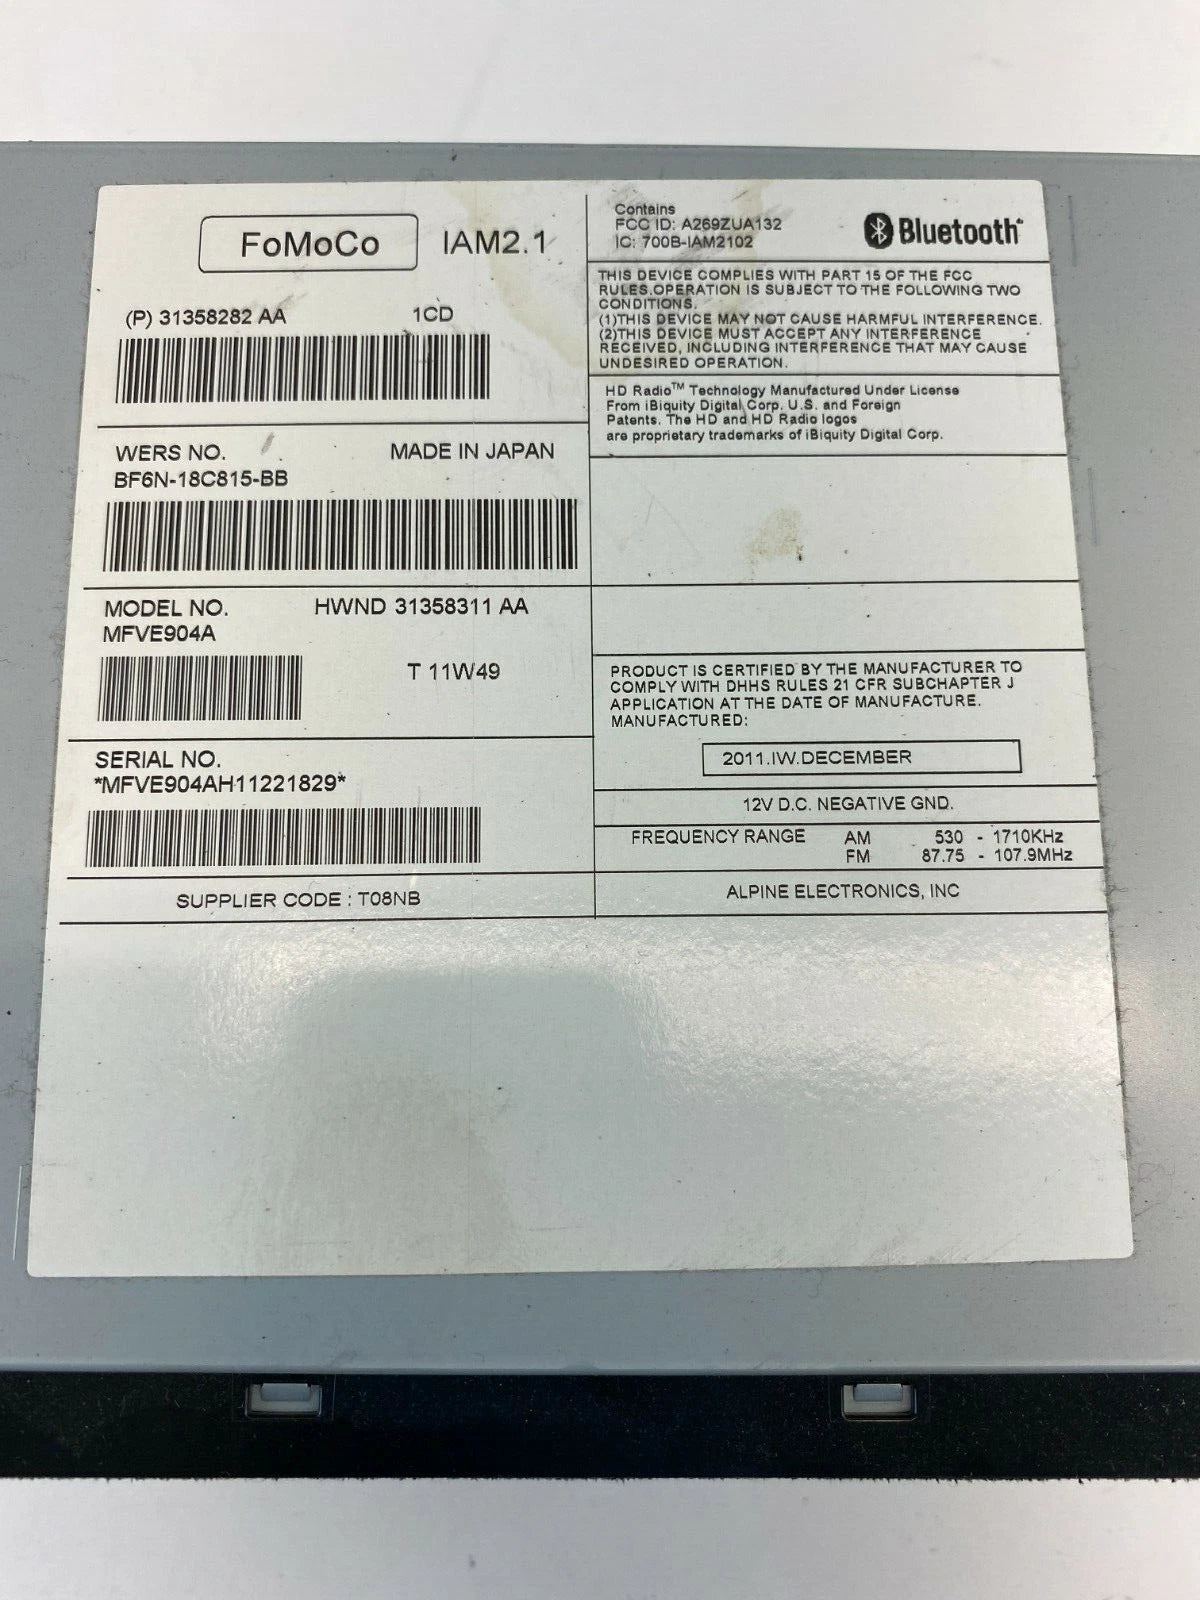 FoMoCo IAM2.1
(P) 31358282 AA 1CD
WERS NO. MADE IN JAPAN
BF6N-18C815-BB
MODEL NO. HWND 31358311 AA
MFVE904A
T 11W49
SERIAL NO.
*MFVE904AH11221829*
SUPPLIER CODE : T08NB
Contains
FCC ID: A269ZUA132
IC: 700B-IAM2102
Bluetooth
THIS DEVICE COMPLIES WITH PART 15 OF THE FCC
RULES.OPERATION IS SUBJECT TO THE FOLLOWING TWO
CONDITIONS.
(1)THIS DEVICE MAY NOT CAUSE HARMFUL INTERFERENCE.
(2)THIS DEVICE MUST ACCEPT ANY INTERFERENCE
RECEIVED, INCLUDING INTERFERENCE THAT MAY CAUSE
UNDESIRED OPERATION.
HD Radio™ Technology Manufactured Under License
From iBiquity Digital Corp. U.S. and Foreign
Patents. The HD and HD Radio logos
are proprietary trademarks of iBiquity Digital Corp.
PRODUCT IS CERTIFIED BY THE MANUFACTURER TO
COMPLY WITH DHHS RULES 21 CFR SUBCHAPTER J
APPLICATION AT THE DATE OF MANUFACTURE.
MANUFACTURED:
2011.IW.DECEMBER
12V D.C. NEGATIVE GND.
FREQUENCY RANGE AM 530 - 1710KHz
FM 87.75 - 107.9MHz
ALPINE ELECTRONICS, INC